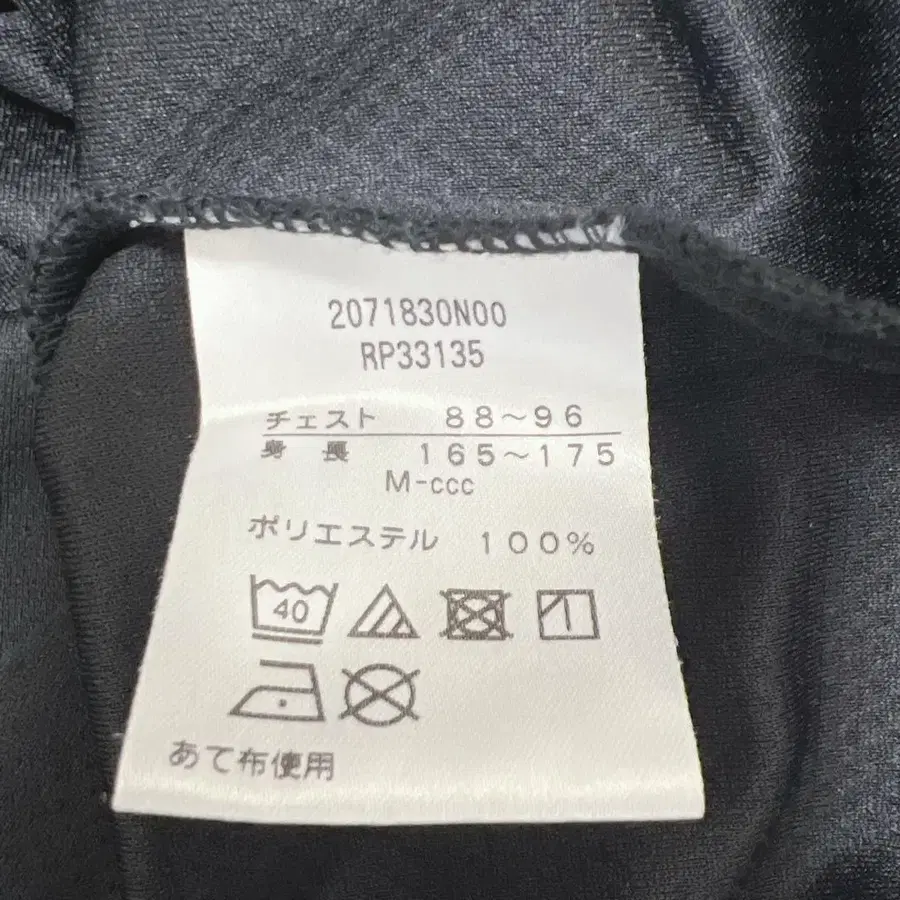 2071830N00
RP33135
チェスト 88～96
身長 165～175
M-ccc
ポリエステル 100%
40
あて布使用